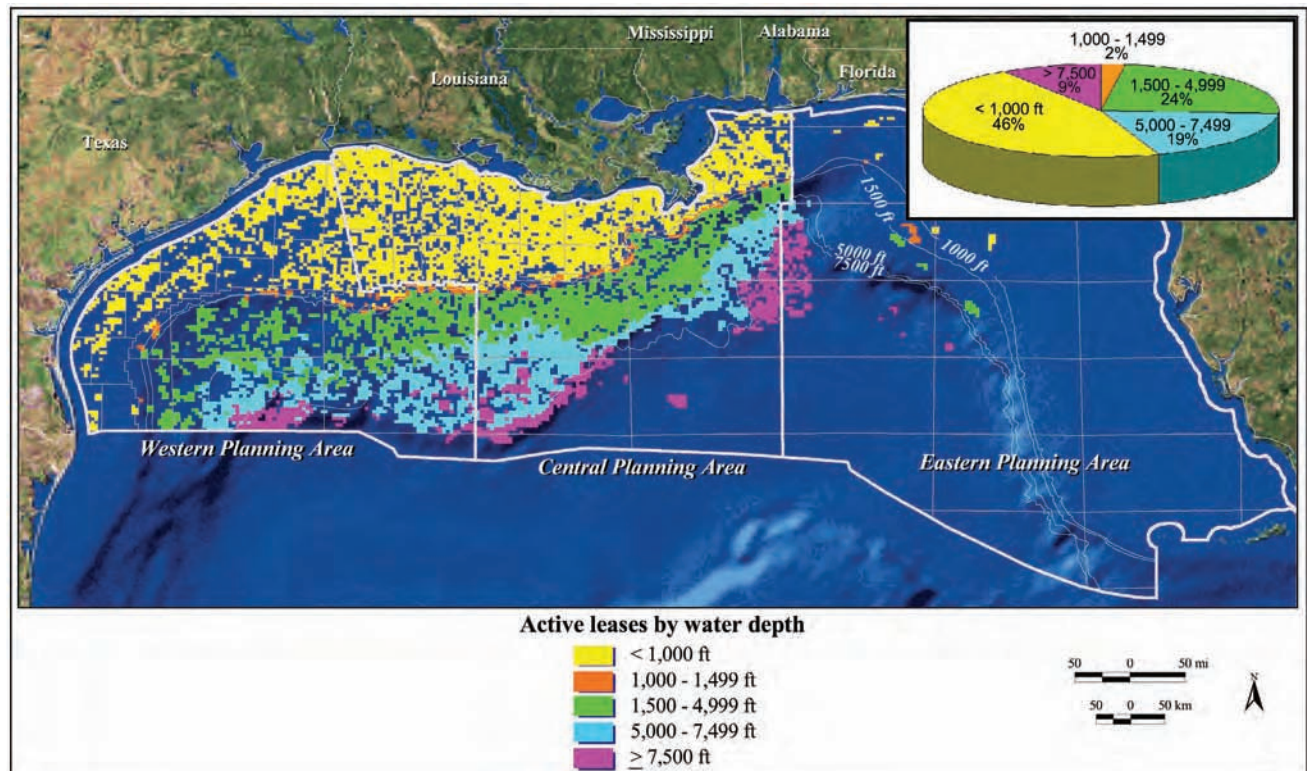 Mississippi
Alabama
Louisiana
Florida
Texas
1,000 - 1,499
2%
> 7,500
9%
1,500 - 4,999
24%
< 1,000 ft
46%
5,000 - 7,499
19%
1500 ft
1000 ft
5000 ft
7500 ft
Western Planning Area
Central Planning Area
Eastern Planning Area
Active leases by water depth
< 1,000 ft
1,000 - 1,499 ft
1,500 - 4,999 ft
5,000 - 7,499 ft
≥ 7,500 ft
50 0 50 mi
50 0 50 km
N